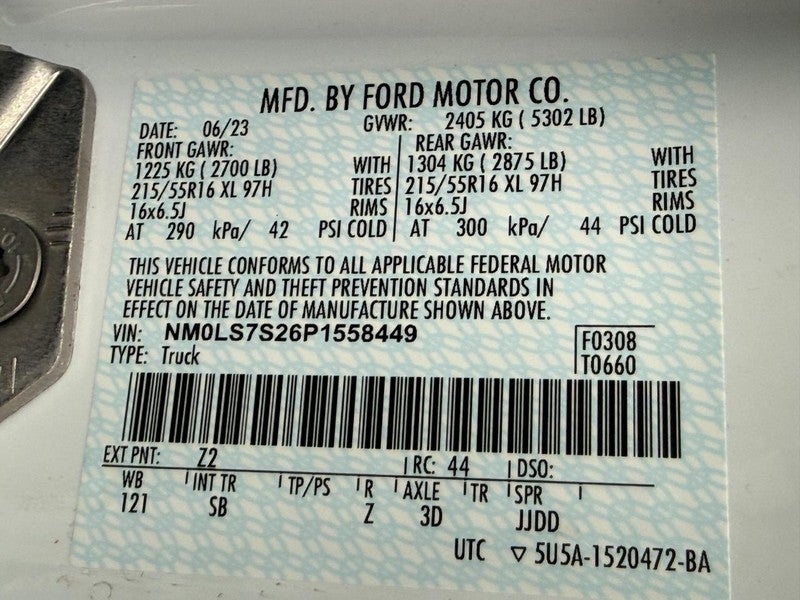 MFD. BY FORD MOTOR CO.
DATE: 06/23 GVWR: 2405 KG ( 5302 LB)
FRONT GAWR: REAR GAWR:
1225 KG ( 2700 LB) WITH 1304 KG ( 2875 LB) WITH
215/55R16 XL 97H TIRES 215/55R16 XL 97H TIRES
16x6.5J RIMS 16x6.5J RIMS
AT 290 kPa/ 42 PSI COLD AT 300 kPa/ 44 PSI COLD
THIS VEHICLE CONFORMS TO ALL APPLICABLE FEDERAL MOTOR
VEHICLE SAFETY AND THEFT PREVENTION STANDARDS IN
EFFECT ON THE DATE OF MANUFACTURE SHOWN ABOVE.
VIN: NM0LS7S26P1558449 F0308
TYPE: Truck T0660
EXT PNT: Z2 RC: 44 DSO:
WB INT TR TP/PS R AXLE TR SPR
121 SB Z 3D JJDD
UTC ▽ 5U5A-1520472-BA